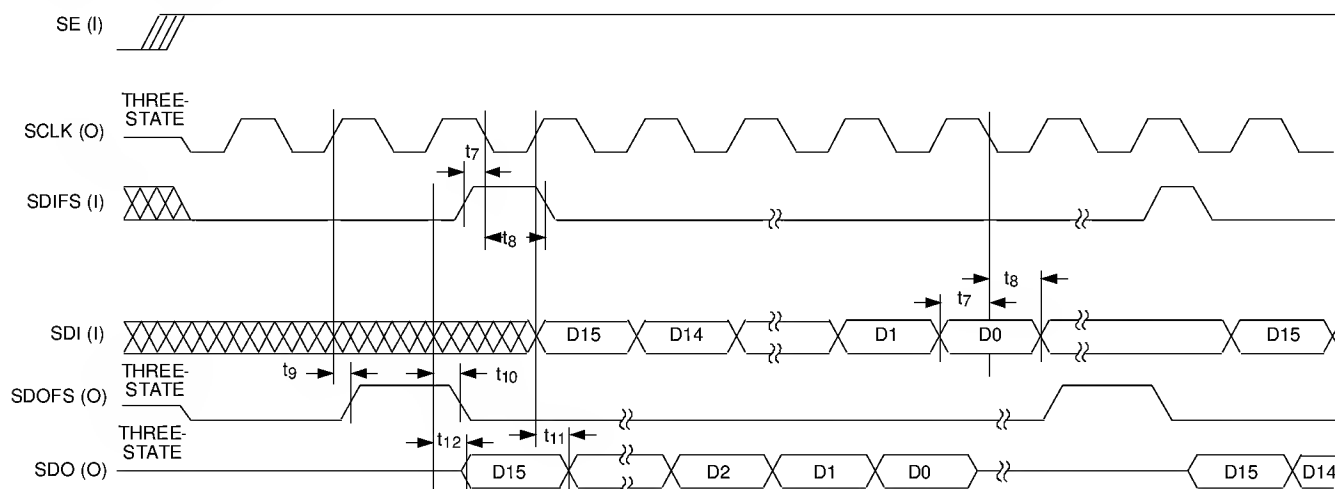 SE (I)
THREE-
STATE
SCLK (O)
t7
SDIFS (I)
t8
t7
t8
SDI (I)
D15
D14
D1
D0
D15
THREE-
STATE
t9
t10
SDOFS (O)
THREE-
STATE
t12
t11
SDO (O)
D15
D2
D1
D0
D15
D14